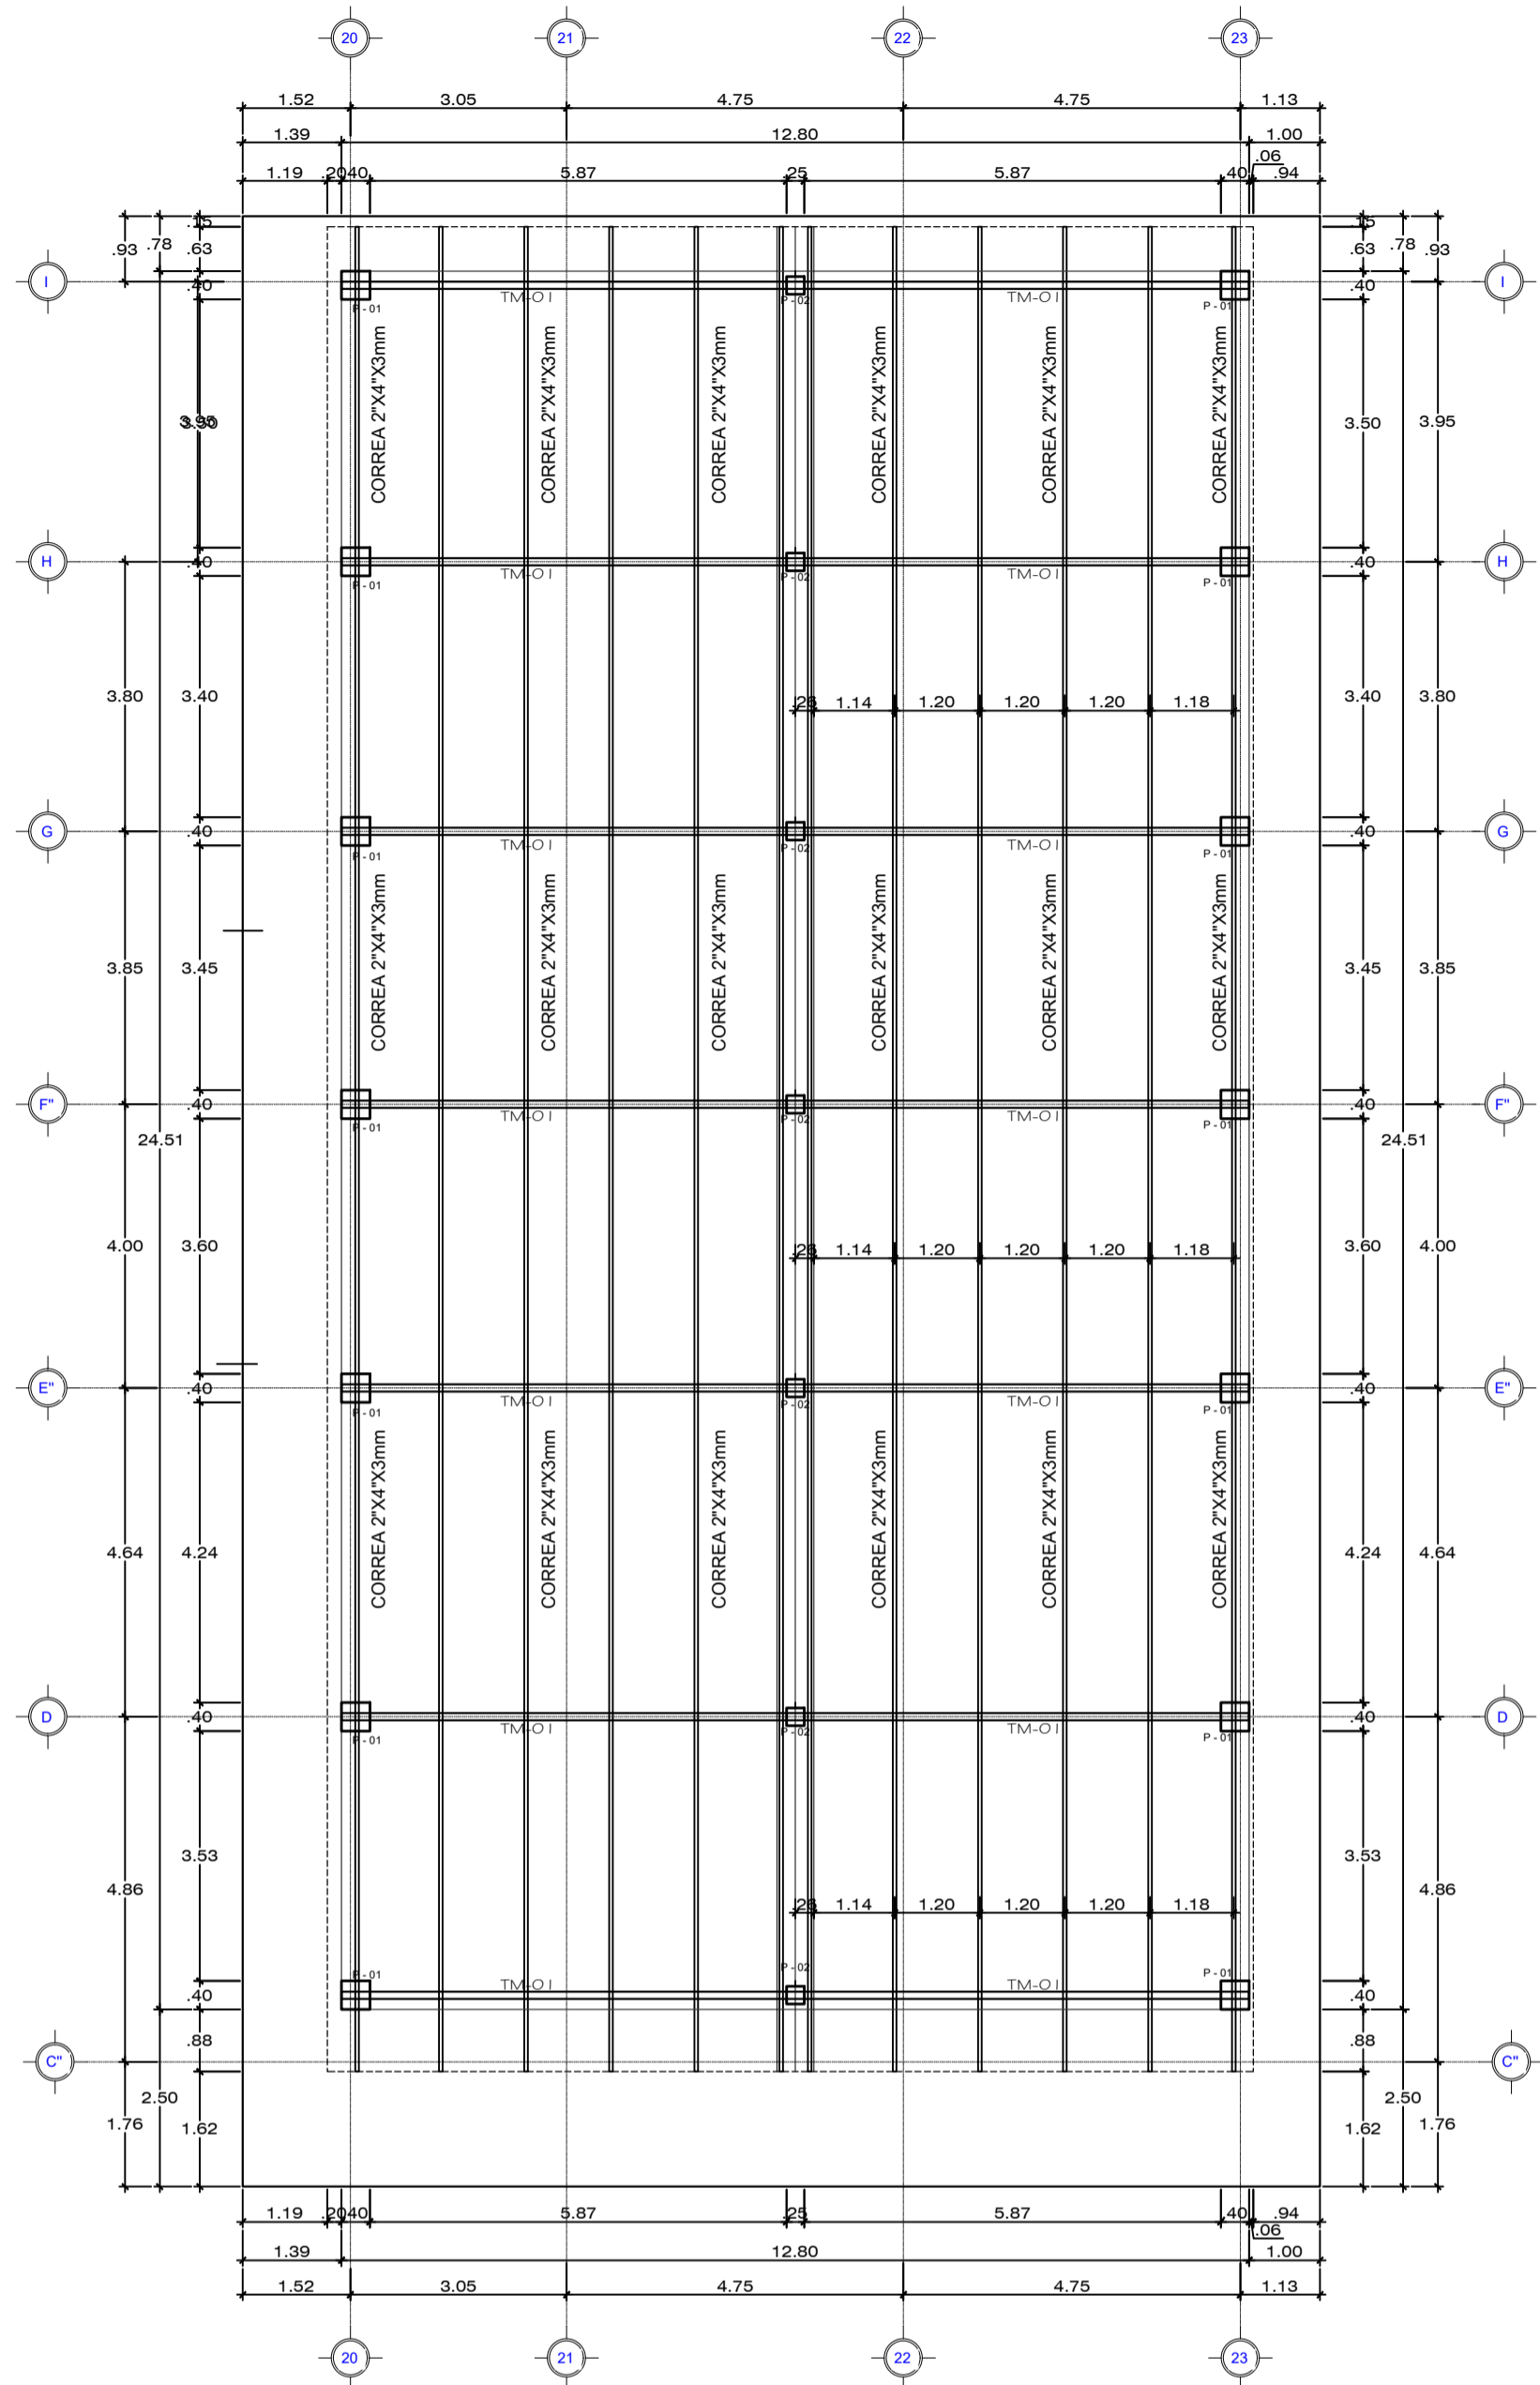 20 21 22 23
1.52 3.05 4.75 4.75 1.13
1.39 12.80 1.00
.06
1.19 .20 .40 5.87 .25 5.87 .40 .94
.15 .15
.93 .78 .63 .63 .78 .93
I .40 .40 I
TM-01 TM-01
P - 01 P - 02 P - 01
CORREA 2"X4"X3mm
CORREA 2"X4"X3mm
CORREA 2"X4"X3mm
CORREA 2"X4"X3mm
CORREA 2"X4"X3mm
CORREA 2"X4"X3mm
3.95 3.50 3.50 3.95
H .40 .40 H
TM-01 TM-01
P - 01 P - 02 P - 01
3.80 3.40 3.40 3.80
1.14 1.20 1.20 1.20 1.18
G .40 .40 G
TM-01 TM-01
P - 01 P - 02 P - 01
CORREA 2"X4"X3mm
CORREA 2"X4"X3mm
CORREA 2"X4"X3mm
CORREA 2"X4"X3mm
CORREA 2"X4"X3mm
CORREA 2"X4"X3mm
3.85 3.45 3.45 3.85
F" .40 .40 F"
TM-01 TM-01
P - 01 P - 02 P - 01
24.51 24.51
4.00 3.60 3.60 4.00
1.14 1.20 1.20 1.20 1.18
E" .40 .40 E"
TM-01 TM-01
P - 01 P - 02 P - 01
CORREA 2"X4"X3mm
CORREA 2"X4"X3mm
CORREA 2"X4"X3mm
CORREA 2"X4"X3mm
CORREA 2"X4"X3mm
CORREA 2"X4"X3mm
4.64 4.24 4.24 4.64
D .40 .40 D
TM-01 TM-01
P - 01 P - 02 P - 01
3.53 3.53
4.86 4.86
1.14 1.20 1.20 1.20 1.18
P - 01 P - 02 P - 01
TM-01 TM-01
.40 .40
.88 .88
C" C"
2.50 2.50
1.76 1.62 1.62 1.76
1.19 .20 .40 5.87 .25 5.87 .40 .94
.06
1.39 12.80 1.00
1.52 3.05 4.75 4.75 1.13
20 21 22 23